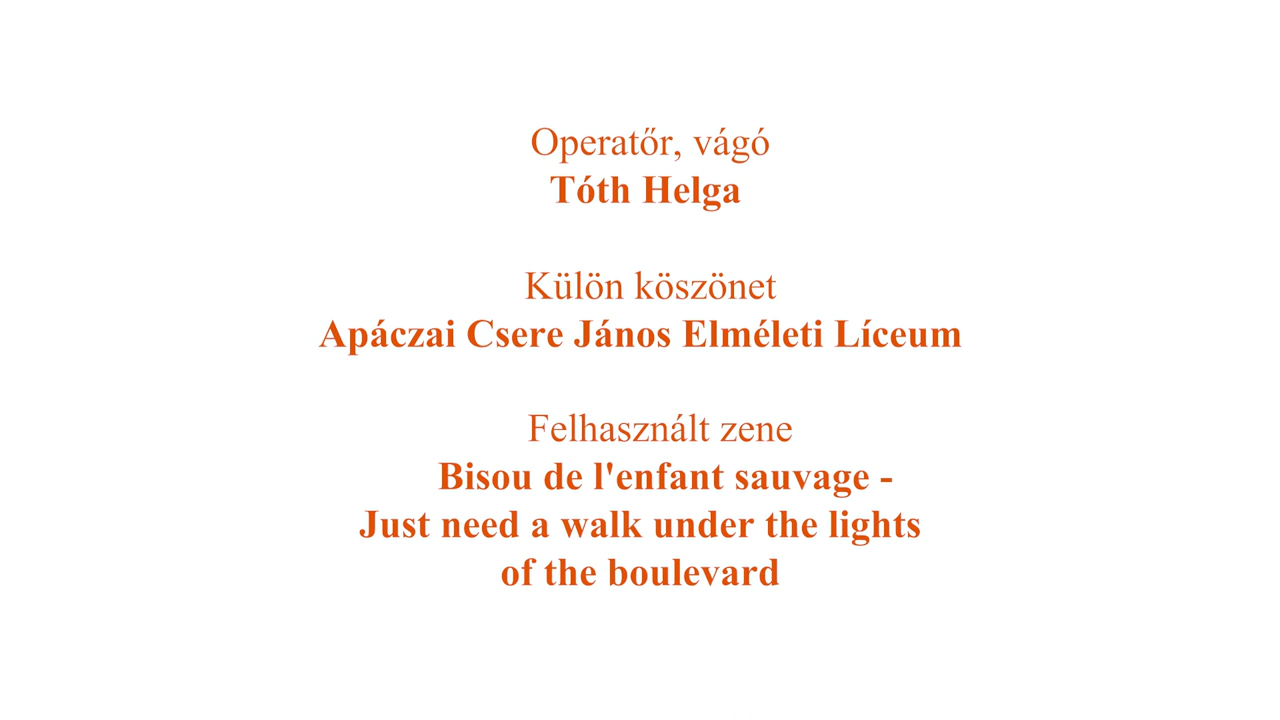 Operatőr, vágó
Tóth Helga
Külön köszönet
Apáczai Csere János Elméleti Líceum
Felhasznált zene
Bisou de l'enfant sauvage -
Just need a walk under the lights
of the boulevard